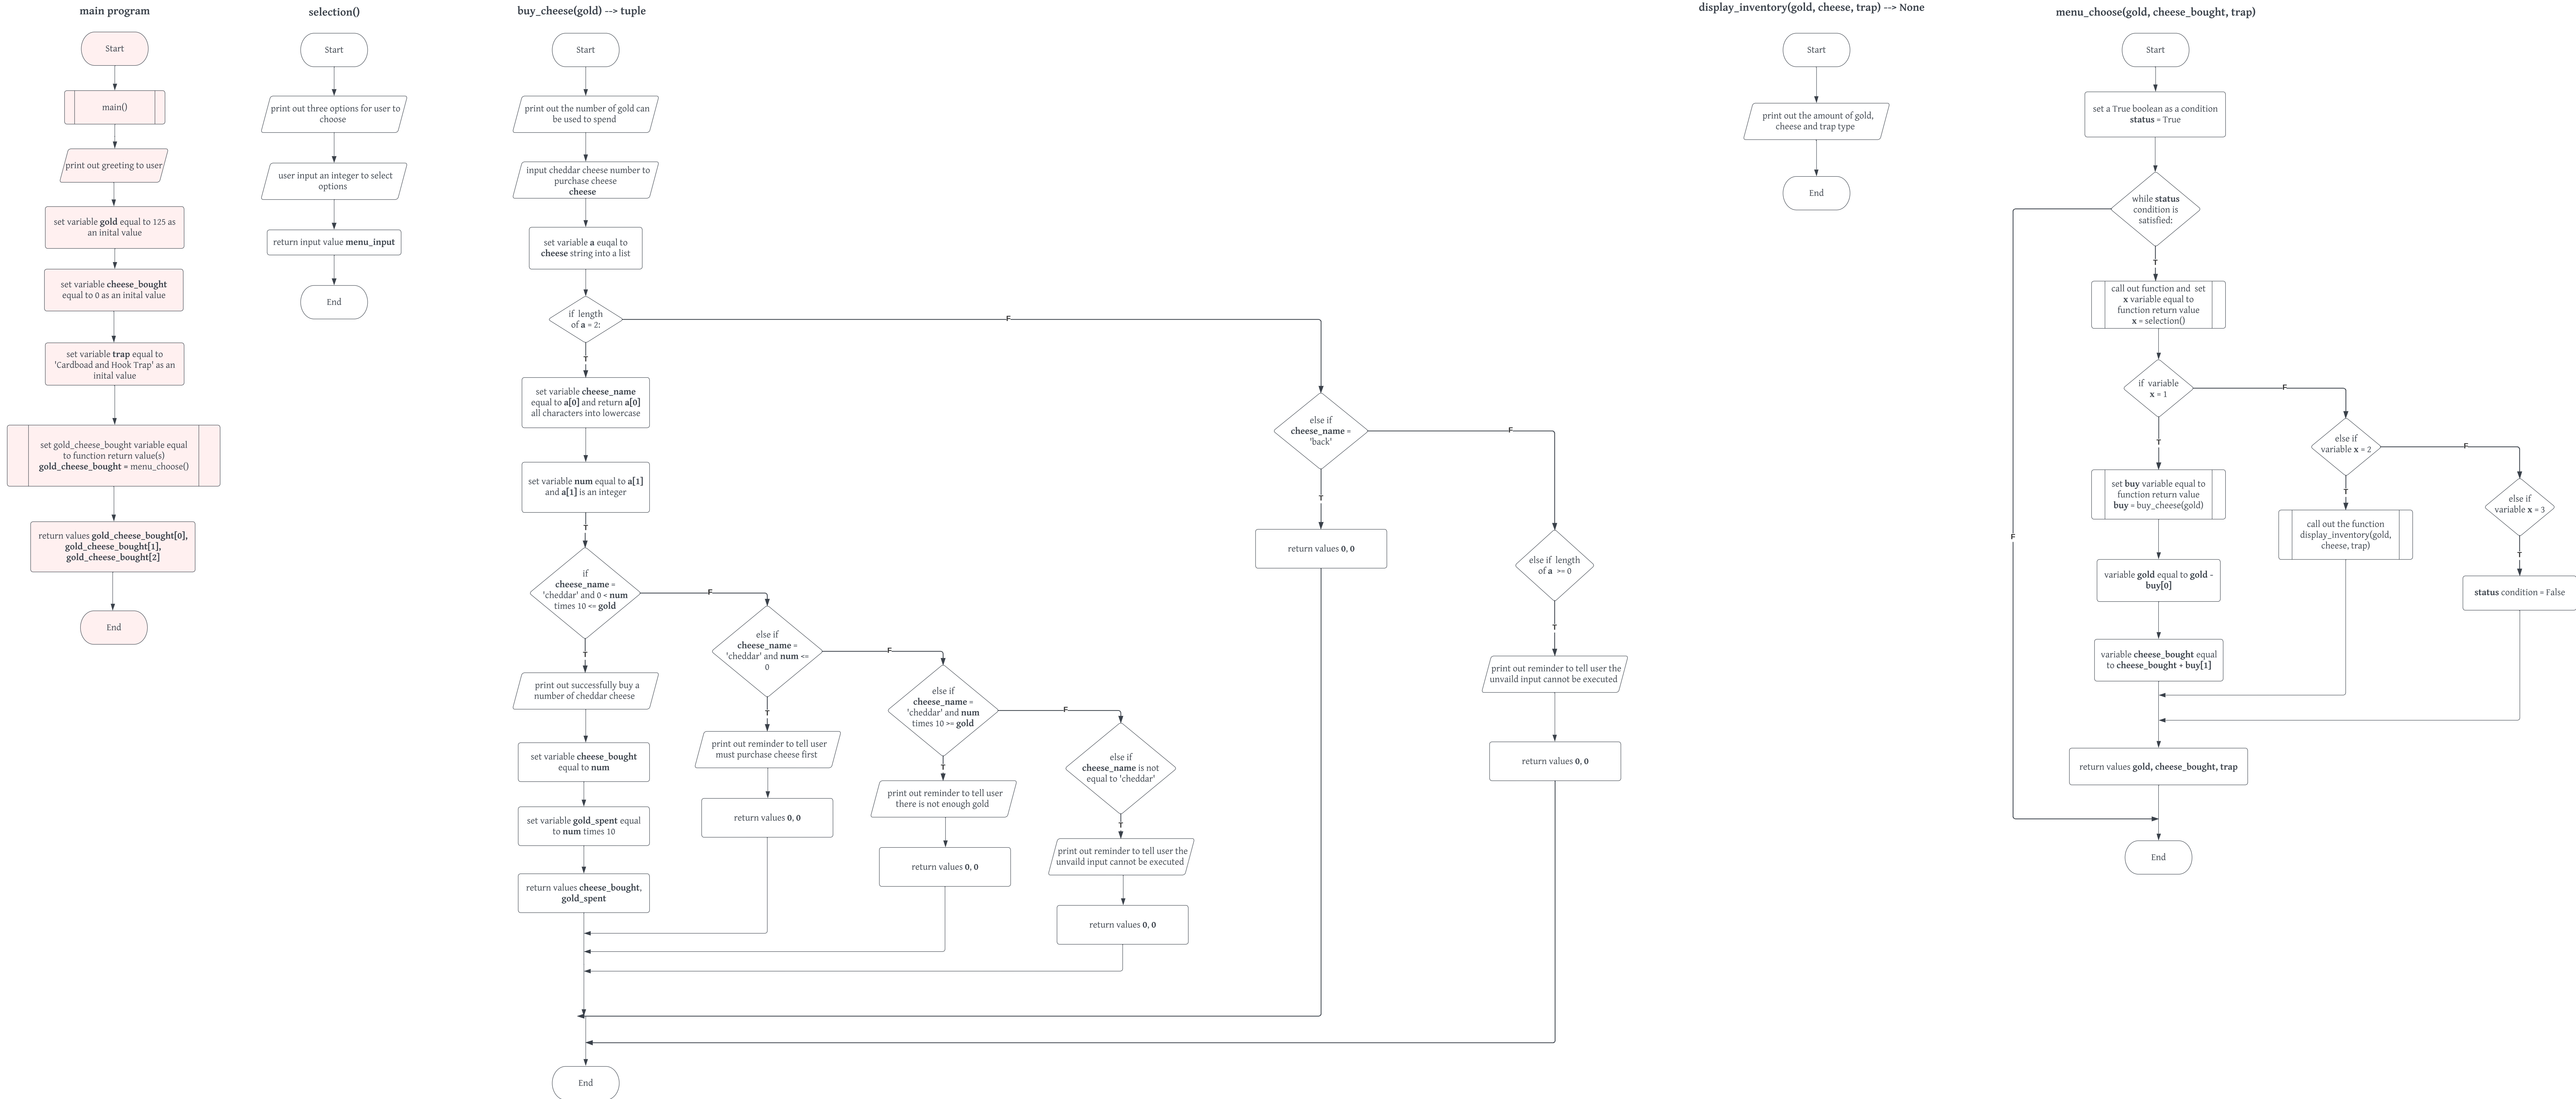 main program
Start
main()
print out greeting to user
set variable gold equal to 125 as
an inital value
set variable cheese_bought
equal to 0 as an inital value
set variable trap equal to
'Cardboad and Hook Trap' as an
inital value
set gold_cheese_bought variable equal
to function return value(s)
gold_cheese_bought = menu_choose()
return values gold_cheese_bought[0],
gold_cheese_bought[1],
gold_cheese_bought[2]
End
selection()
Start
print out three options for user to
choose
user input an integer to select
options
return input value menu_input
End
buy_cheese(gold) --> tuple
Start
print out the number of gold can
be used to spend
input cheddar cheese number to
purchase cheese
cheese
set variable a euqal to
cheese string into a list
if length
of a = 2:
F
T
set variable cheese_name
equal to a[0] and return a[0]
all characters into lowercase
set variable num equal to a[1]
and a[1] is an integer
T
if
cheese_name =
'cheddar' and 0 < num
times 10 <= gold
F
T
print out successfully buy a
number of cheddar cheese
set variable cheese_bought
equal to num
set variable gold_spent equal
to num times 10
return values cheese_bought,
gold_spent
else if
cheese_name =
'cheddar' and num <=
0
F
T
print out reminder to tell user
must purchase cheese first
return values 0, 0
else if
cheese_name =
'cheddar' and num
times 10 >= gold
F
T
print out reminder to tell user
there is not enough gold
return values 0, 0
else if
cheese_name is not
equal to 'cheddar'
T
print out reminder to tell user the
unvaild input cannot be executed
return values 0, 0
else if
cheese_name =
'back'
F
T
return values 0, 0
else if length
of a >= 0
T
print out reminder to tell user the
unvaild input cannot be executed
return values 0, 0
End
display_inventory(gold, cheese, trap) --> None
Start
print out the amount of gold,
cheese and trap type
End
menu_choose(gold, cheese_bought, trap)
Start
set a True boolean as a condition
status = True
while status
condition is
satisfied:
F
T
call out function and set
x variable equal to
function return value
x = selection()
if variable
x = 1
F
T
set buy variable equal to
function return value
buy = buy_cheese(gold)
variable gold equal to gold -
buy[0]
variable cheese_bought equal
to cheese_bought + buy[1]
else if
variable x = 2
F
T
call out the function
display_inventory(gold,
cheese, trap)
else if
variable x = 3
T
status condition = False
return values gold, cheese_bought, trap
End